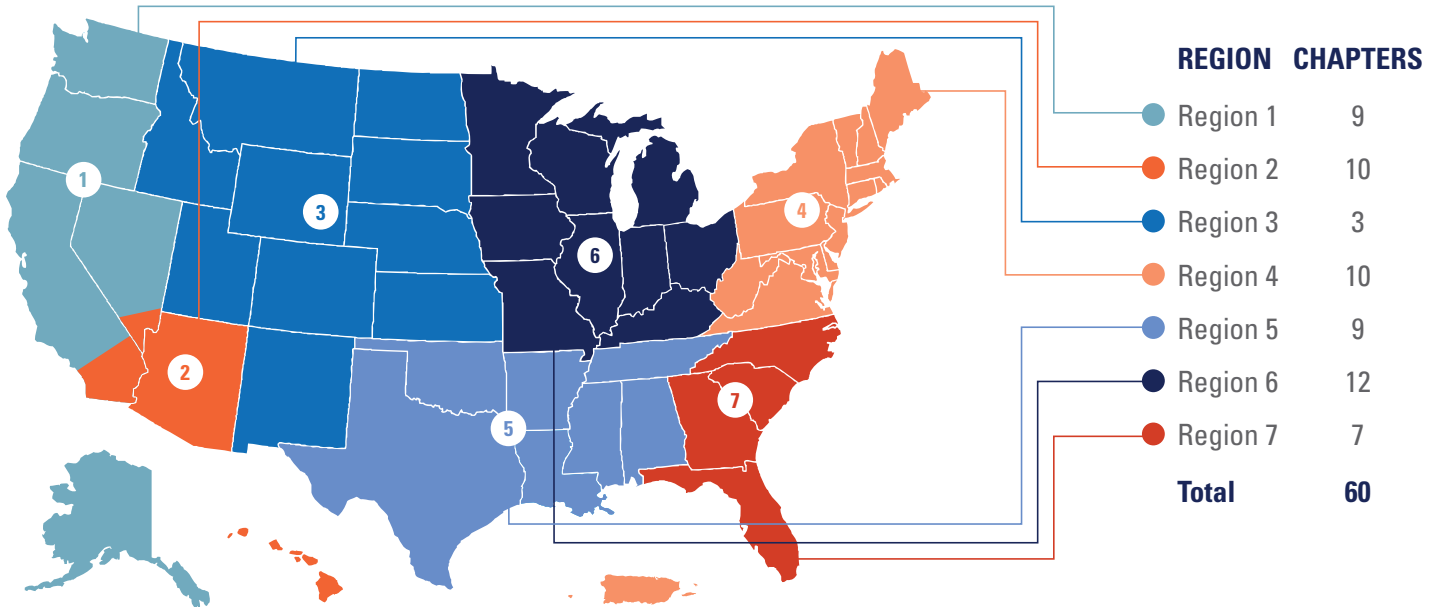 REGION CHAPTERS
Region 1 9
Region 2 10
Region 3 3
Region 4 10
Region 5 9
Region 6 12
Region 7 7
Total 60
1
2
3
4
5
6
7